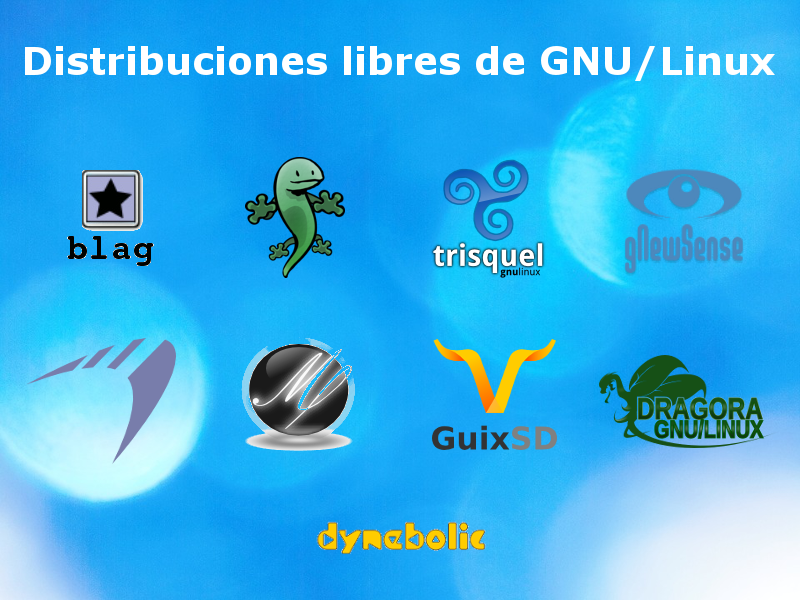 Distribuciones libres de GNU/Linux
blag
trisquel
gnulinux
gNewSense
GuixSD
DRAGORA
GNU/LINUX
dynebolic